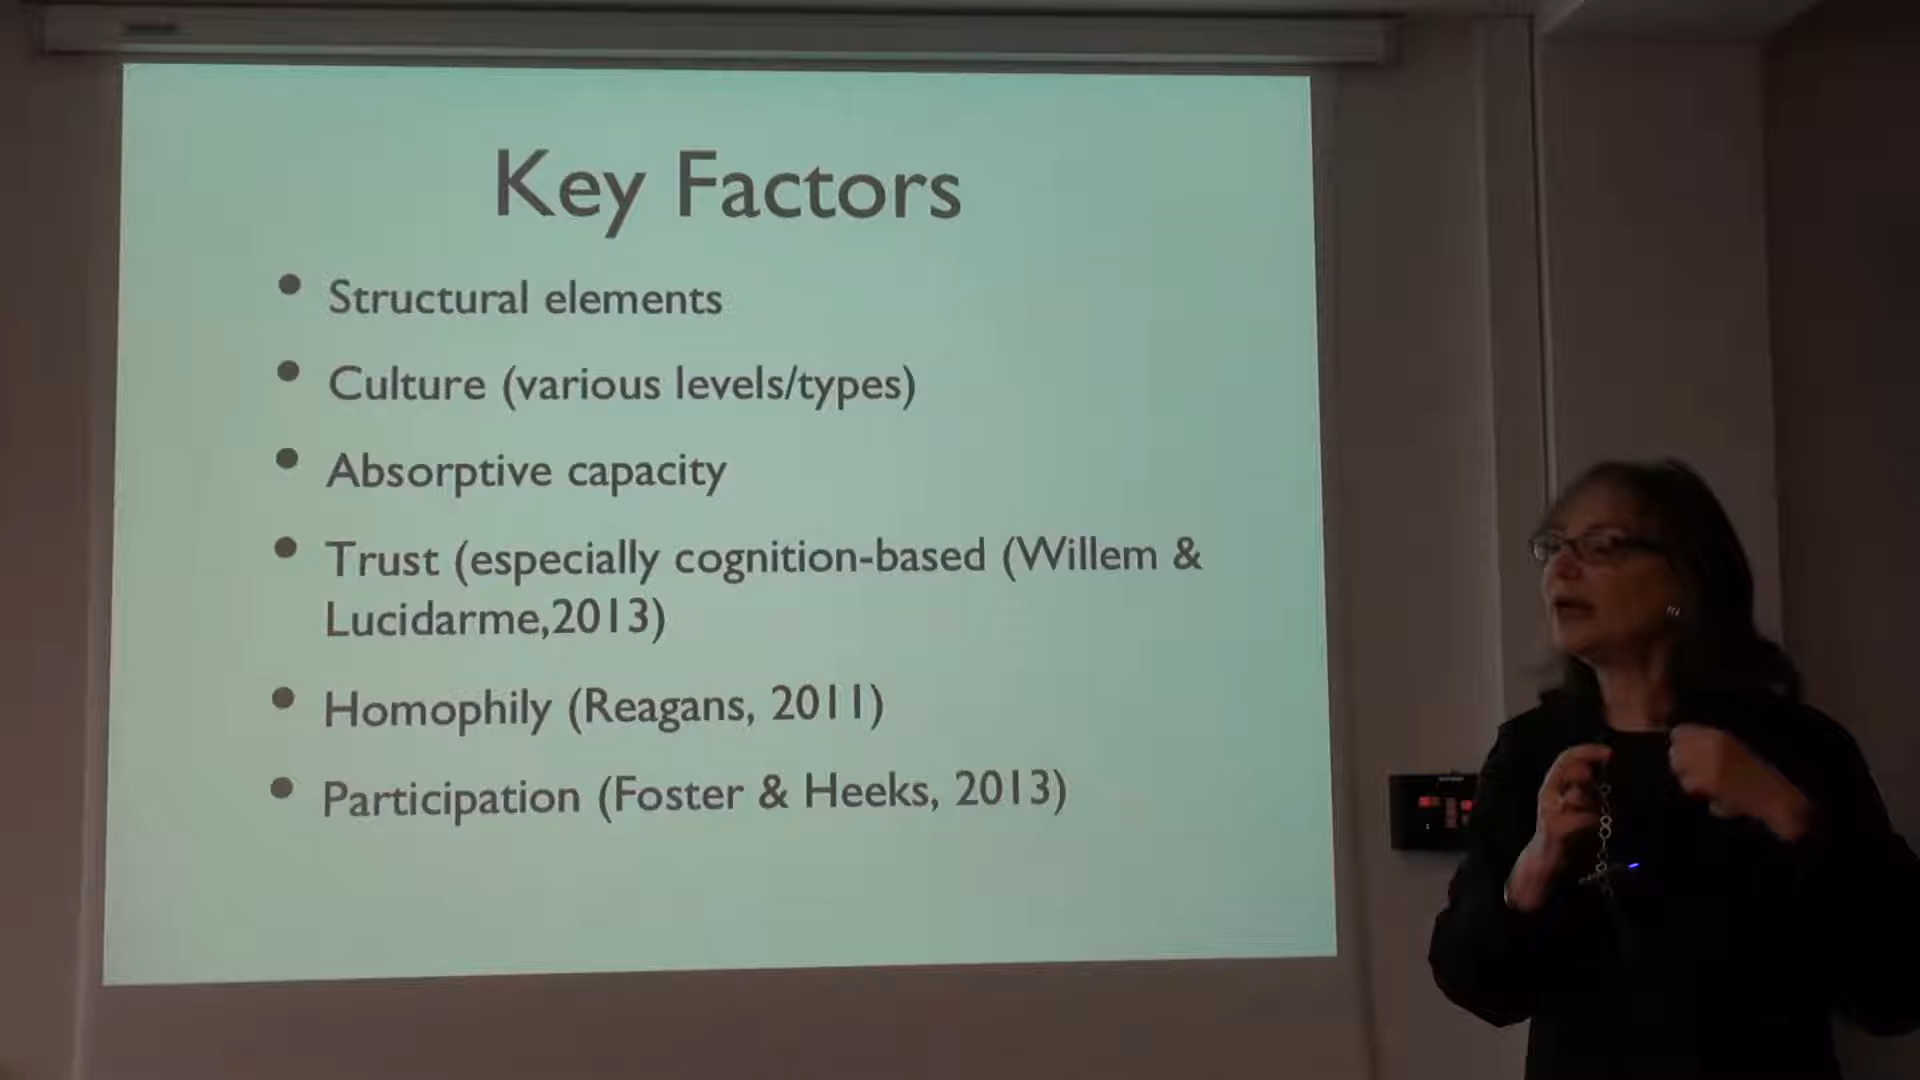 Key Factors
• Structural elements
• Culture (various levels/types)
• Absorptive capacity
• Trust (especially cognition-based (Willem &
Lucidarme,2013)
• Homophily (Reagans, 2011)
• Participation (Foster & Heeks, 2013)